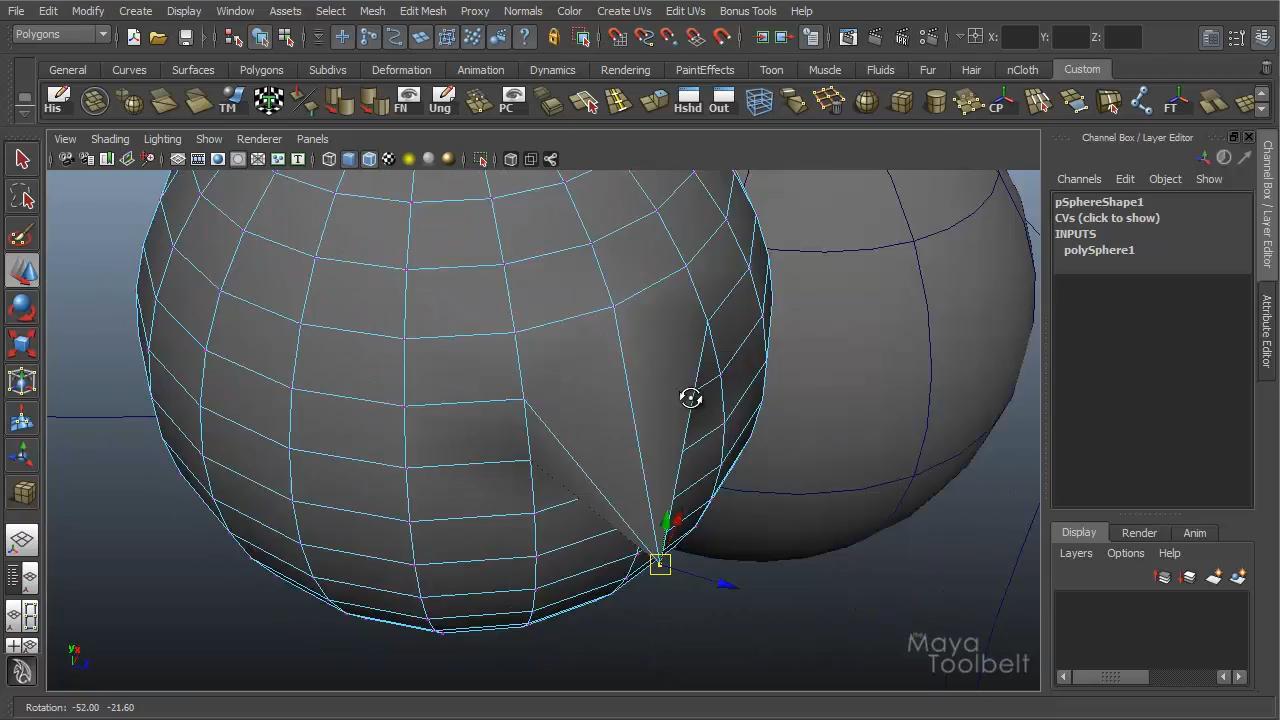 File Edit Modify Create Display Window Assets Select Mesh Edit Mesh Proxy Normals Color Create UVs Edit UVs Bonus Tools Help
Polygons X: Y: Z:
General Curves Surfaces Polygons Subdivs Deformation Animation Dynamics Rendering PaintEffects Toon Muscle Fluids Fur Hair nCloth Custom
His TM FN Ung PC Hshd Out CP FT
View Shading Lighting Show Renderer Panels
Channel Box / Layer Editor
Channels Edit Object Show
pSphereShape1
CVs (click to show)
INPUTS
polySphere1
Channel Box / Layer Editor
Attribute Editor
Display Render Anim
Layers Options Help
the Maya
Toolbelt
Rotation: -52.00 -21.60